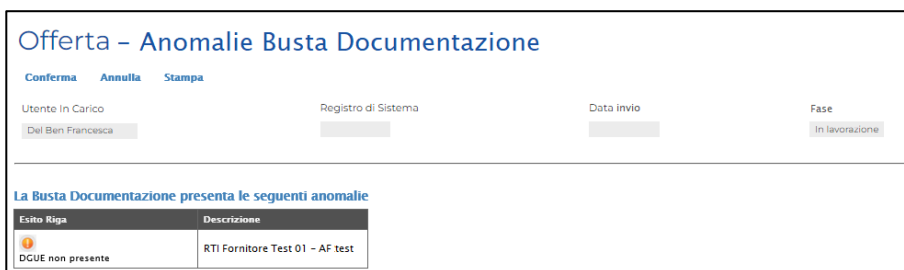 Offerta – Anomalie Busta Documentazione
Conferma Annulla Stampa
Utente In Carico Registro di Sistema Data invio Fase
Del Ben Francesca In lavorazione
La Busta Documentazione presenta le seguenti anomalie
Esito Riga Descrizione
DGUE non presente RTI Fornitore Test 01 – AF test